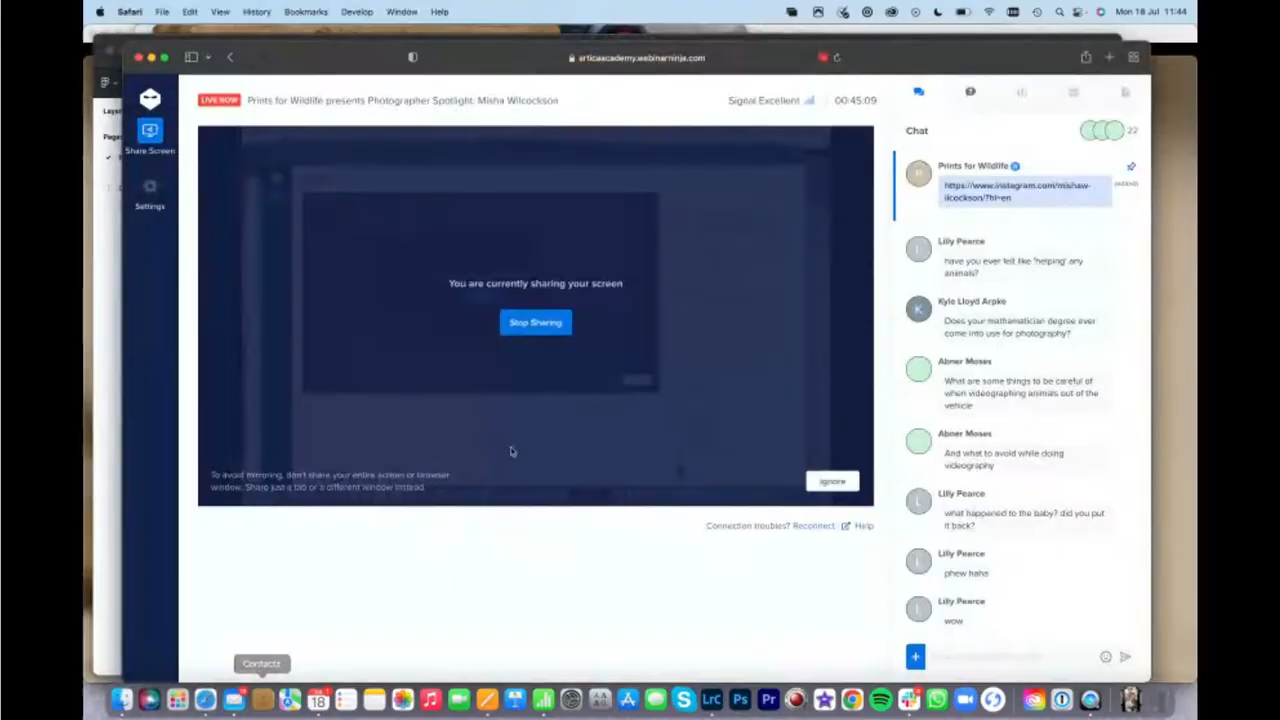 Safari File Edit View History Bookmarks Develop Window Help
Mon 18 Jul 11:44
articaacademy.webinarninja.com
LIVE NOW Prints for Wildlife presents Photographer Spotlight: Misha Wilcockson
Signal Excellent 00:45:09
Share Screen
Settings
You are currently sharing your screen
Stop Sharing
To avoid mirroring, don't share your entire screen or browser
window. Share just a tab or a different window instead.
Ignore
Connection troubles? Reconnect Help
Chat
22
Prints for Wildlife
https://www.instagram.com/mishaw-
ilcockson/?hl=en
Lilly Pearce
have you ever felt like 'helping' any
animals?
Kyle Lloyd Arpke
Does your mathamatician degree ever
come into use for photography?
Abner Moses
What are some things to be careful of
when videographing animals out of the
vehicle
Abner Moses
And what to avoid while doing
videography
Lilly Pearce
what happened to the baby? did you put
it back?
Lilly Pearce
phew haha
Lilly Pearce
wow
Contacts
18
LrC Ps Pr